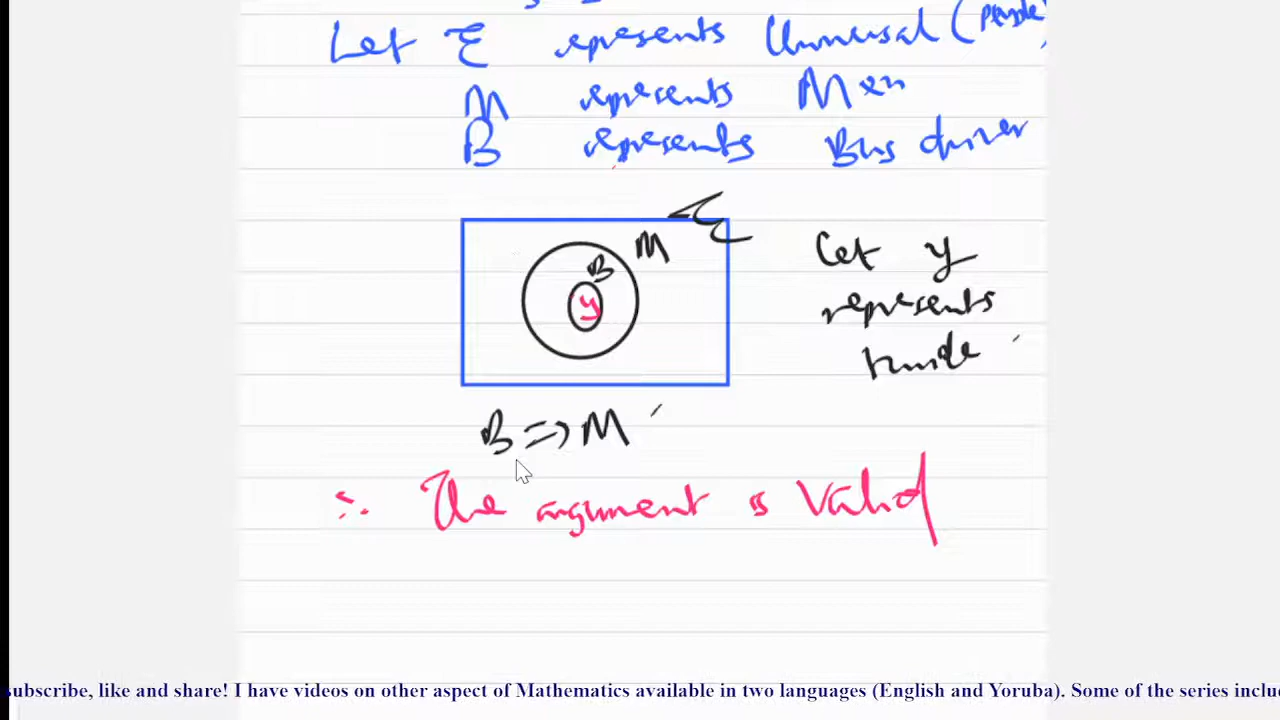 Let ℰ represents Universal (people)
M represents Men
B represents Bus driver
ℰ
M
B
y
Let y
represents
Tunde
B => M
∴ The argument is Valid
subscribe, like and share! I have videos on other aspect of Mathematics available in two languages (English and Yoruba). Some of the series inclu